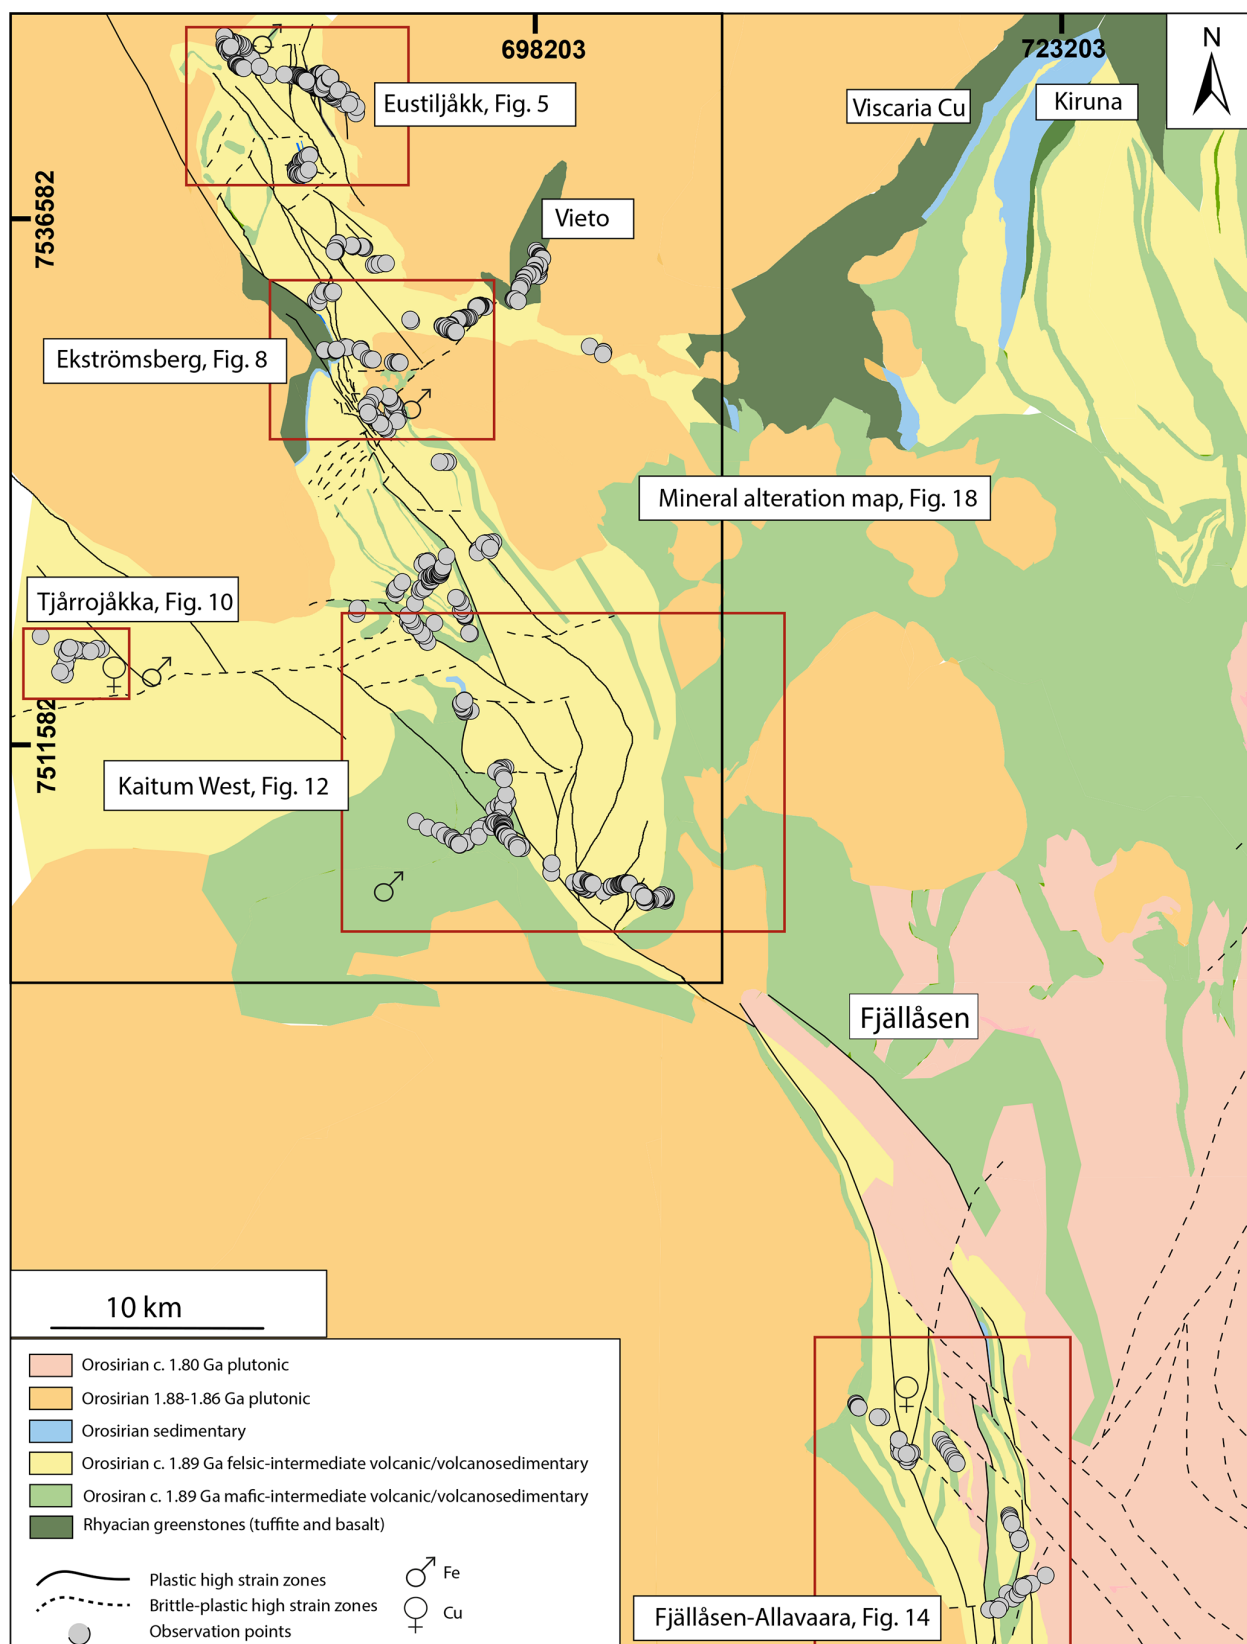 698203
723203
N
Eustiljåkk, Fig. 5
Viscaria Cu
Kiruna
7536582
Vieto
Ekströmsberg, Fig. 8
Mineral alteration map, Fig. 18
Tjårrojåkka, Fig. 10
7511582
Kaitum West, Fig. 12
Fjällåsen
10 km
Orosirian c. 1.80 Ga plutonic
Orosirian 1.88-1.86 Ga plutonic
Orosirian sedimentary
Orosirian c. 1.89 Ga felsic-intermediate volcanic/volcanosedimentary
Orosiran c. 1.89 Ga mafic-intermediate volcanic/volcanosedimentary
Rhyacian greenstones (tuffite and basalt)
Plastic high strain zones
Brittle-plastic high strain zones
Observation points
Fe
Cu
Fjällåsen-Allavaara, Fig. 14